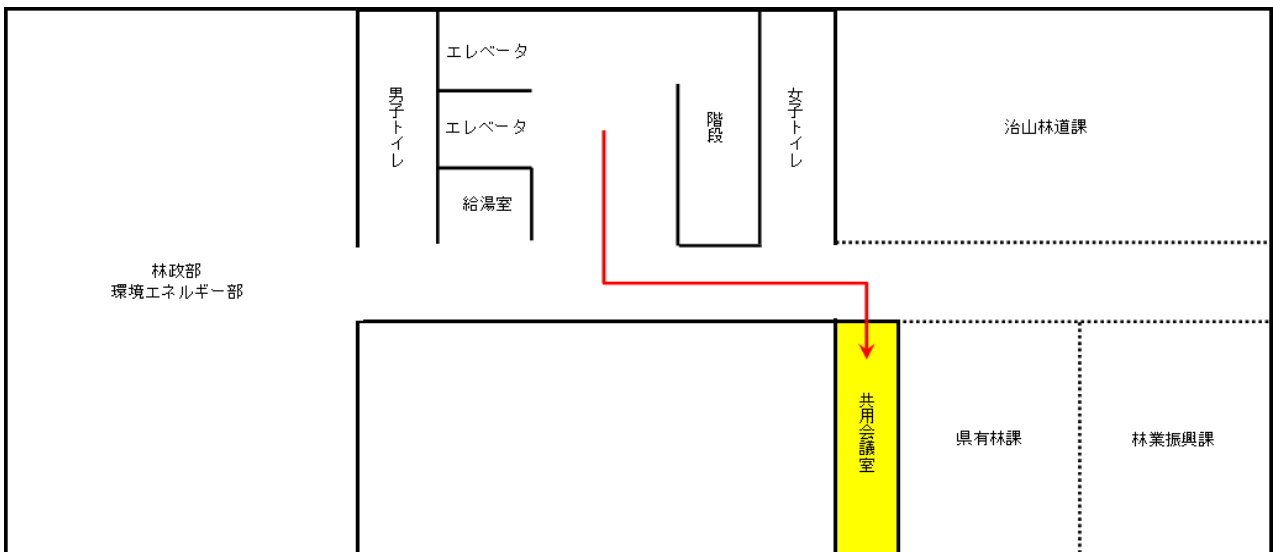 エレベータ
男子トイレ
エレベータ
給湯室
階段
女子トイレ
治山林道課
林政部
環境エネルギー部
共用会議室
県有林課
林業振興課